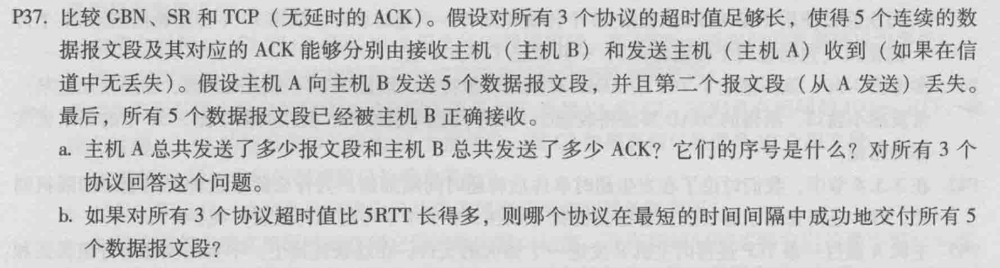 P37. 比较 GBN、SR 和 TCP（无延时的 ACK）。假设对所有 3 个协议的超时值足够长，使得 5 个连续的数
据报文段及其对应的 ACK 能够分别由接收主机（主机 B）和发送主机（主机 A）收到（如果在信
道中无丢失）。假设主机 A 向主机 B 发送 5 个数据报文段，并且第二个报文段（从 A 发送）丢失。
最后，所有 5 个数据报文段已经被主机 B 正确接收。
a. 主机 A 总共发送了多少报文段和主机 B 总共发送了多少 ACK？它们的序号是什么？对所有 3 个
协议回答这个问题。
b. 如果对所有 3 个协议超时值比 5RTT 长得多，则哪个协议在最短的时间间隔中成功地交付所有 5
个数据报文段？